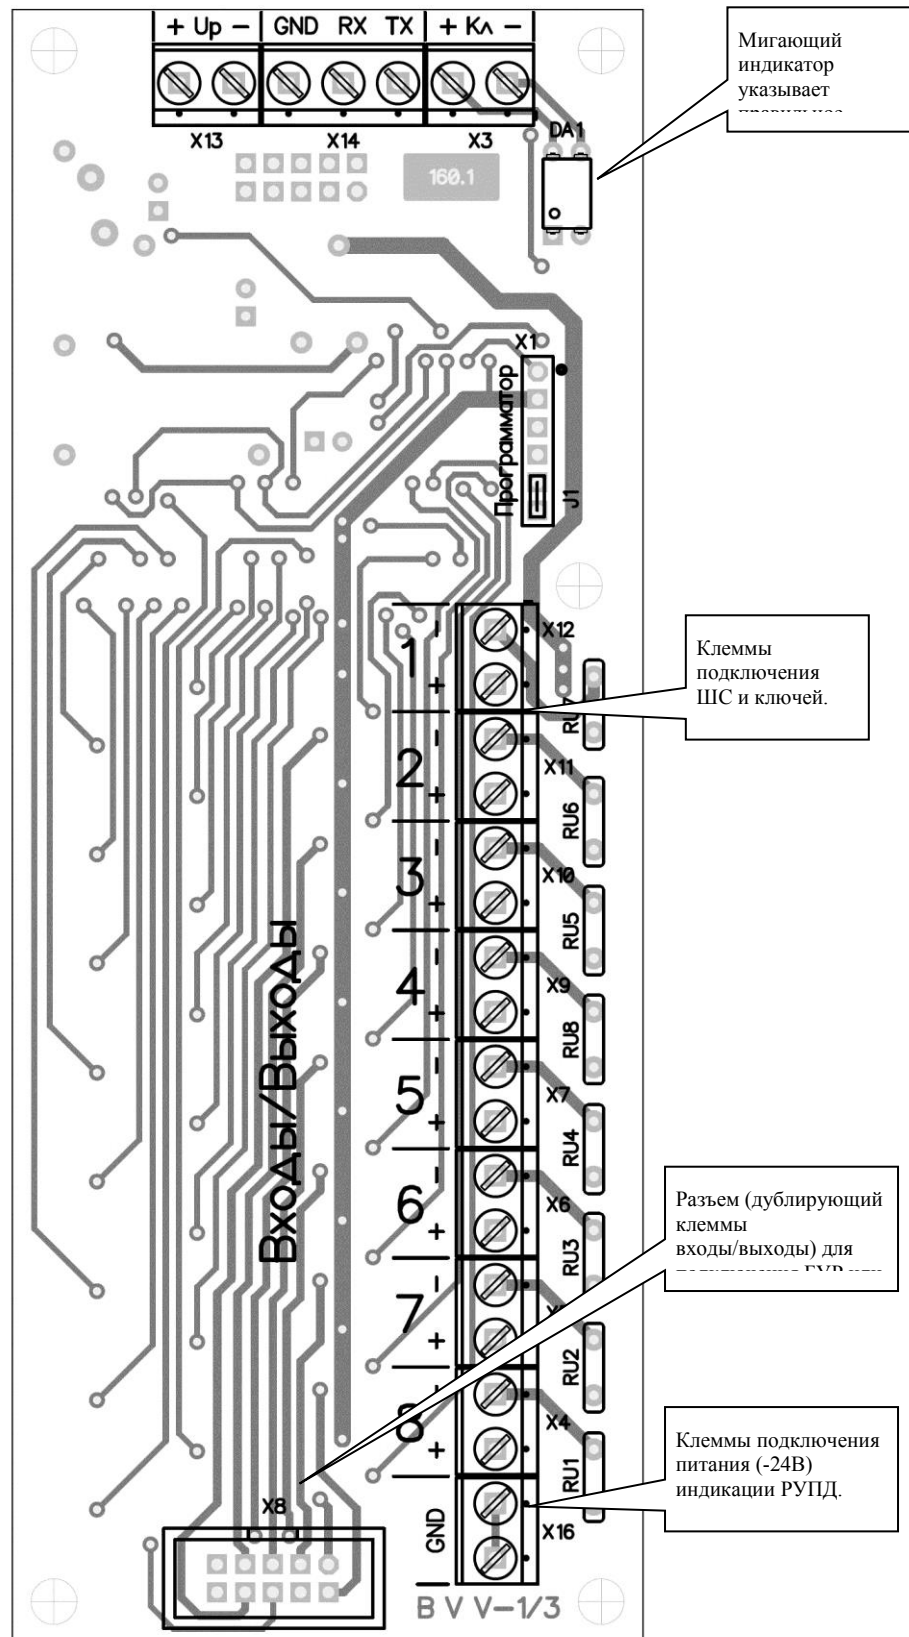 + Up -
GND RX TX
+ Кл -
X13
X14
X3
DA1
160.1
Мигающий
индикатор
указывает
X1
Программатор
J1
X12
1
-
+
Клеммы
подключения
ШС и ключей.
2
-
+
X11
RU6
3
-
+
X10
RU5
4
-
+
X9
RU8
5
-
+
X7
RU4
6
-
+
X6
RU3
7
-
+
RU2
8
+
X4
RU1
Входы/Выходы
Разъем (дублирующий
клеммы
входы/выходы) для
Клеммы подключения
питания (-24В)
индикации РУПД.
X8
GND
X16
B V V-1/3